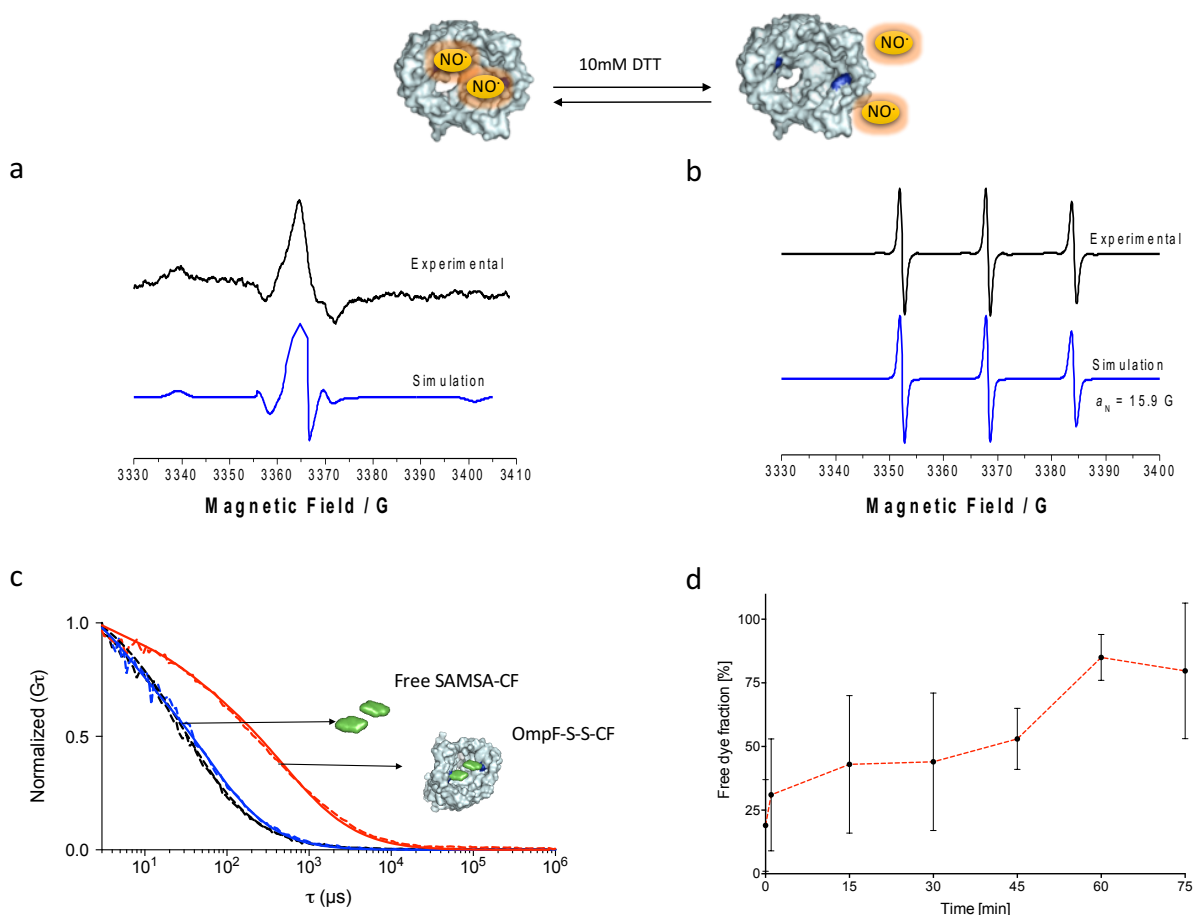 NO·
NO·
10mM DTT
NO·
NO·
a
Experimental
Simulation
3330 3340 3350 3360 3370 3380 3390 3400 3410
Magnetic Field / G
b
Experimental
Simulation
a_N = 15.9 G
3330 3340 3350 3360 3370 3380 3390 3400
Magnetic Field / G
c
Normalized (Gτ)
1.0
0.5
0.0
Free SAMSA-CF
OmpF-S-S-CF
10¹ 10² 10³ 10⁴ 10⁵ 10⁶
τ (µs)
d
Free dye fraction [%]
100
75
50
25
0
0 15 30 45 60 75
Time [min]